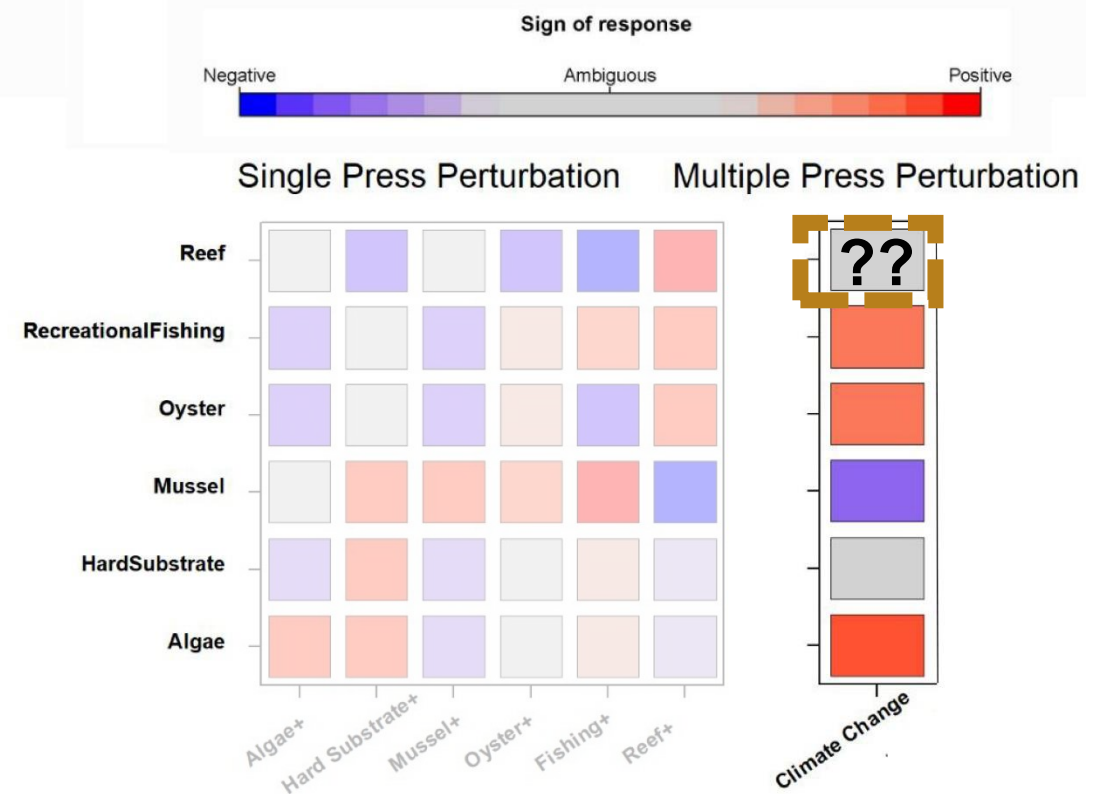 Sign of response
Negative Ambiguous Positive
Single Press Perturbation Multiple Press Perturbation
Reef ??
RecreationalFishing
Oyster
Mussel
HardSubstrate
Algae
Algae+ Hard Substrate+ Mussel+ Oyster+ Fishing+ Reef+ Climate Change